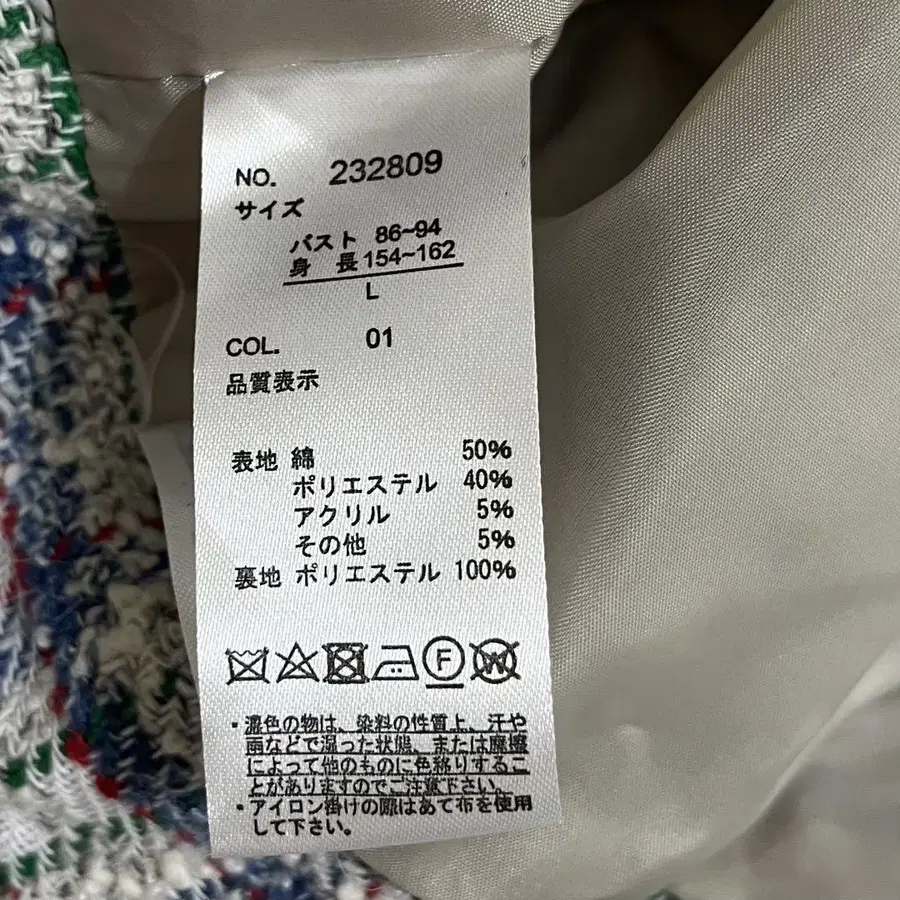 NO. 232809
サイズ
バスト 86~94
身 長 154~162
L
COL. 01
品質表示
表地 綿 50%
ポリエステル 40%
アクリル 5%
その他 5%
裏地 ポリエステル 100%
F
W
・濃色の物は、染料の性質上、汗や
雨などで湿った状態、または摩擦
によって他のものに色移りするこ
とがありますのでご注意下さい。
・アイロン掛けの際はあて布を使用
して下さい。